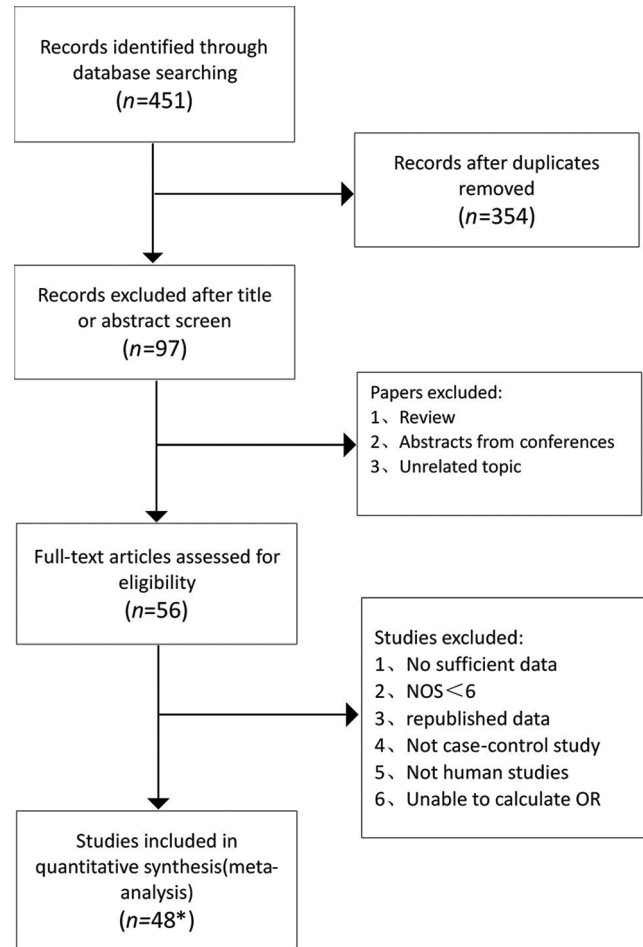 Records identified through
database searching
(n=451)
Records after duplicates
removed
(n=354)
Records excluded after title
or abstract screen
(n=97)
Papers excluded:
1、Review
2、Abstracts from conferences
3、Unrelated topic
Full-text articles assessed for
eligibility
(n=56)
Studies excluded:
1、No sufficient data
2、NOS＜6
3、republished data
4、Not case-control study
5、Not human studies
6、Unable to calculate OR
Studies included in
quantitative synthesis(meta-
analysis)
(n=48*)